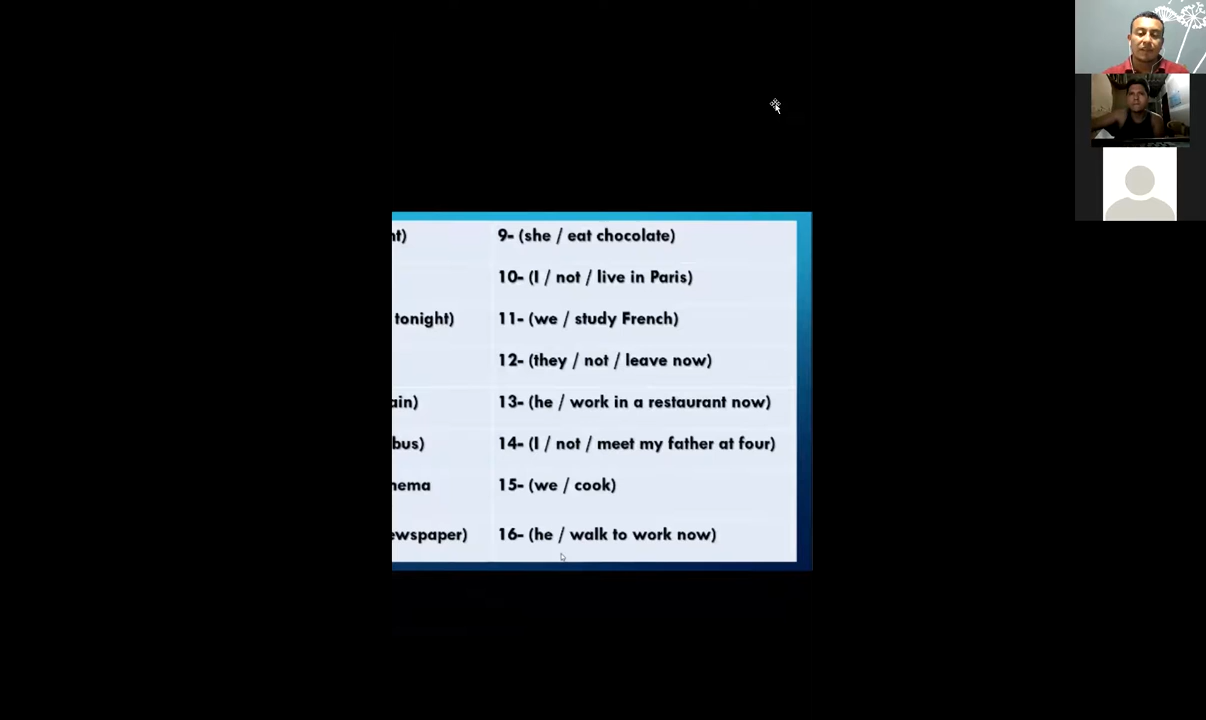 9- (she / eat chocolate)
10- (I / not / live in Paris)
tonight)
11- (we / study French)
12- (they / not / leave now)
13- (he / work in a restaurant now)
bus)
14- (I / not / meet my father at four)
15- (we / cook)
16- (he / walk to work now)